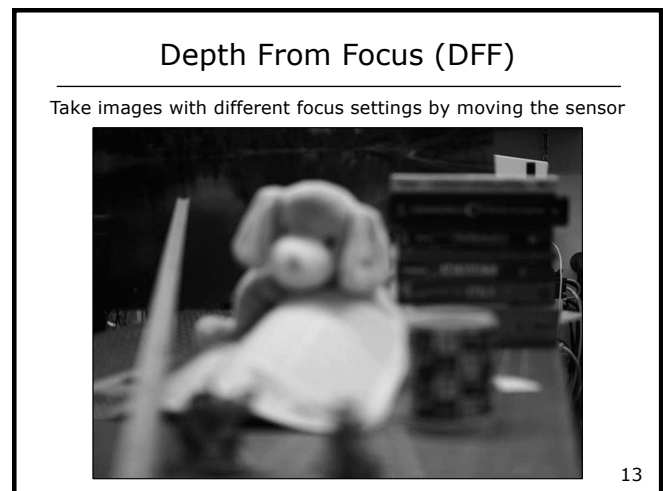 Depth From Focus (DFF)
Take images with different focus settings by moving the sensor
13